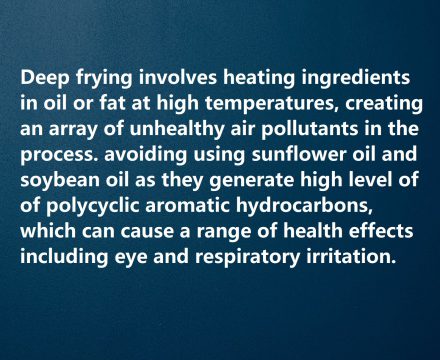 Deep frying involves heating ingredients
in oil or fat at high temperatures, creating
an array of unhealthy air pollutants in the
process. avoiding using sunflower oil and
soybean oil as they generate high level of
of polycyclic aromatic hydrocarbons,
which can cause a range of health effects
including eye and respiratory irritation.